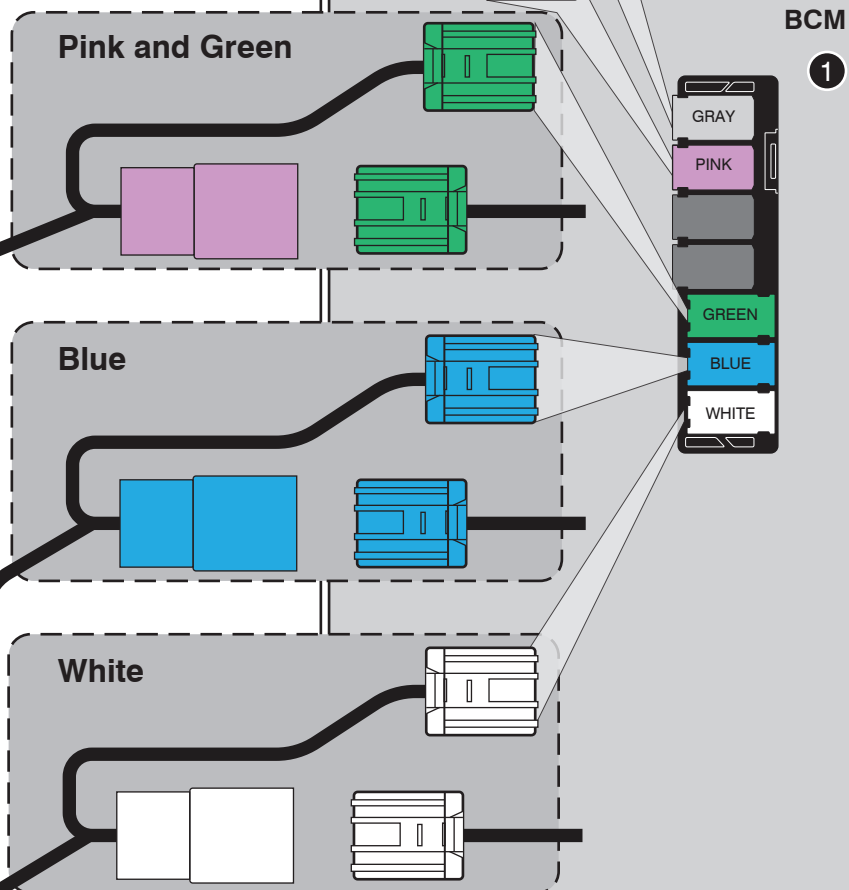 Pink and Green
BCM
1
GRAY
PINK
GREEN
Blue
BLUE
WHITE
White